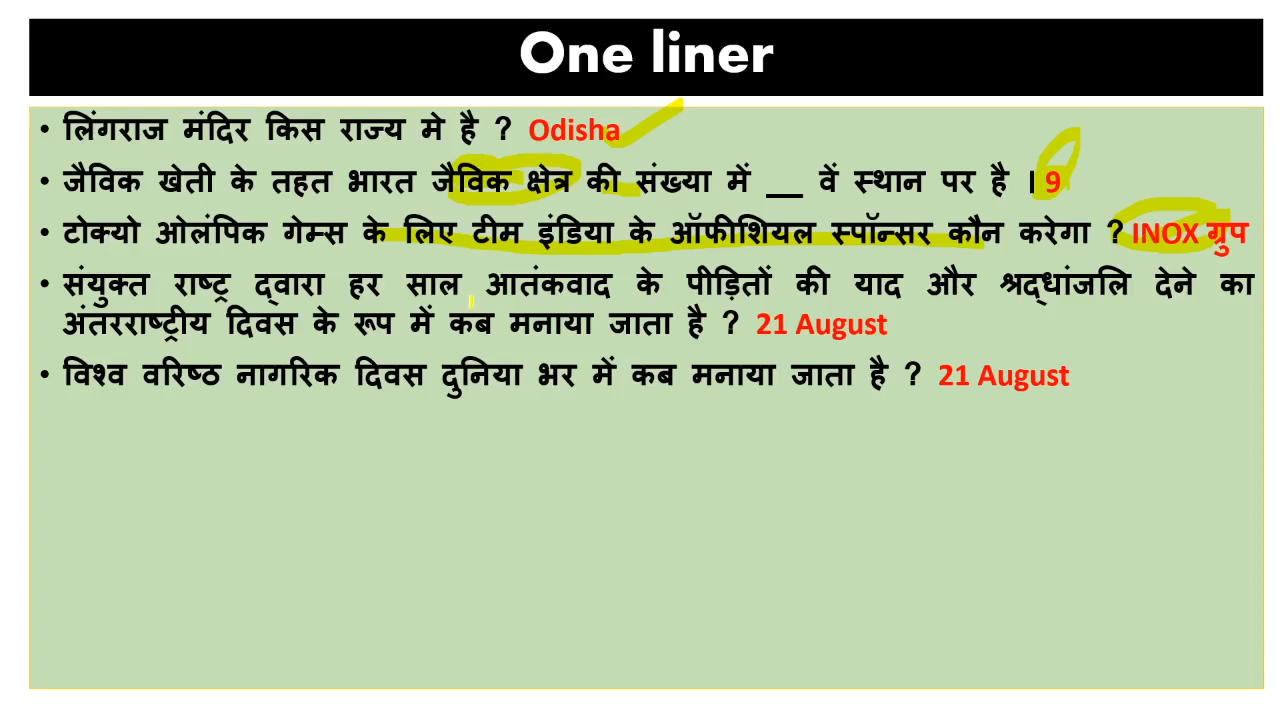 One liner
• लिंगराज मंदिर किस राज्य मे है ? Odisha
• जैविक खेती के तहत भारत जैविक क्षेत्र की संख्या में __ वें स्थान पर है । 9
• टोक्यो ओलंपिक गेम्स के लिए टीम इंडिया के ऑफीशियल स्पॉन्सर कौन करेगा ? INOX ग्रुप
• संयुक्त राष्ट्र द्वारा हर साल आतंकवाद के पीड़ितों की याद और श्रद्धांजलि देने का
अंतरराष्ट्रीय दिवस के रूप में कब मनाया जाता है ? 21 August
• विश्व वरिष्ठ नागरिक दिवस दुनिया भर में कब मनाया जाता है ? 21 August